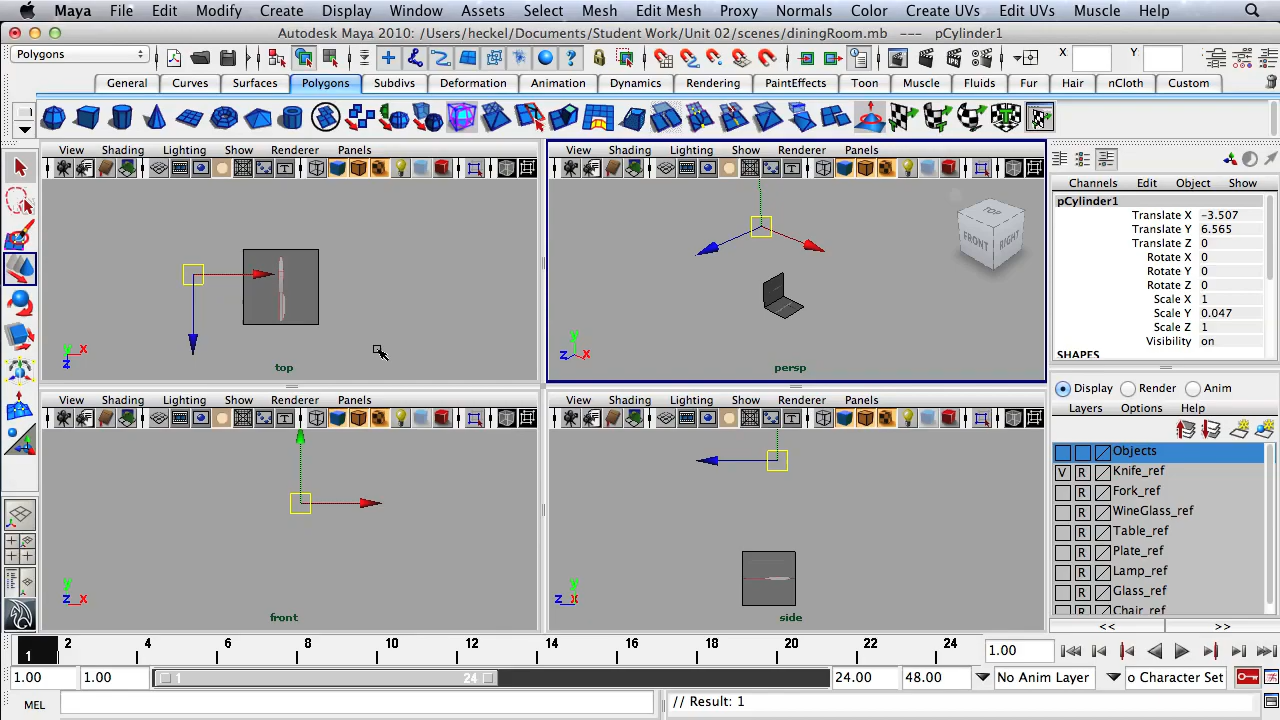 Maya File Edit Modify Create Display Window Assets Select Mesh Edit Mesh Proxy Normals Color Create UVs Edit UVs Muscle Help
Autodesk Maya 2010: /Users/heckel/Documents/Student Work/Unit 02/scenes/diningRoom.mb --- pCylinder1
Polygons X Y
General Curves Surfaces Polygons Subdivs Deformation Animation Dynamics Rendering PaintEffects Toon Muscle Fluids Fur Hair nCloth Custom
View Shading Lighting Show Renderer Panels
View Shading Lighting Show Renderer Panels
Channels Edit Object Show
pCylinder1
Translate X -3.507
Translate Y 6.565
Translate Z 0
Rotate X 0
Rotate Y 0
Rotate Z 0
Scale X 1
Scale Y 0.047
Scale Z 1
Visibility on
SHAPES
TOP
FRONT
RIGHT
y x
z
top
y
z x
persp
Display Render Anim
Layers Options Help
Objects
V R Knife_ref
R Fork_ref
R WineGlass_ref
R Table_ref
R Plate_ref
R Lamp_ref
R Glass_ref
R Chair_ref
<< >>
View Shading Lighting Show Renderer Panels
View Shading Lighting Show Renderer Panels
y
z x
front
y
z x
side
1 2 4 6 8 10 12 14 16 18 20 22 24 1.00
1.00 1.00 1 24 24.00 48.00 No Anim Layer o Character Set
MEL // Result: 1